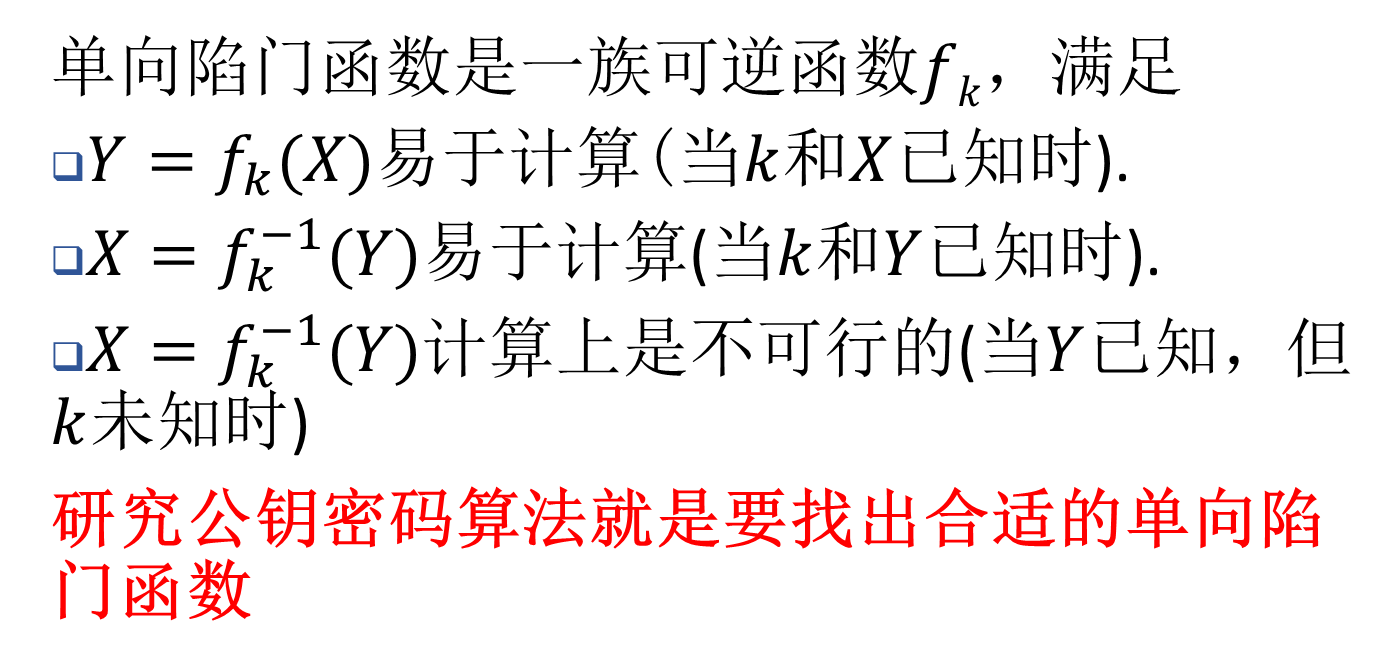 单向陷门函数是一族可逆函数fₖ，满足
❑Y = fₖ(X)易于计算(当k和X已知时).
❑X = fₖ⁻¹(Y)易于计算(当k和Y已知时).
❑X = fₖ⁻¹(Y)计算上是不可行的(当Y已知，但
k未知时)
研究公钥密码算法就是要找出合适的单向陷
门函数